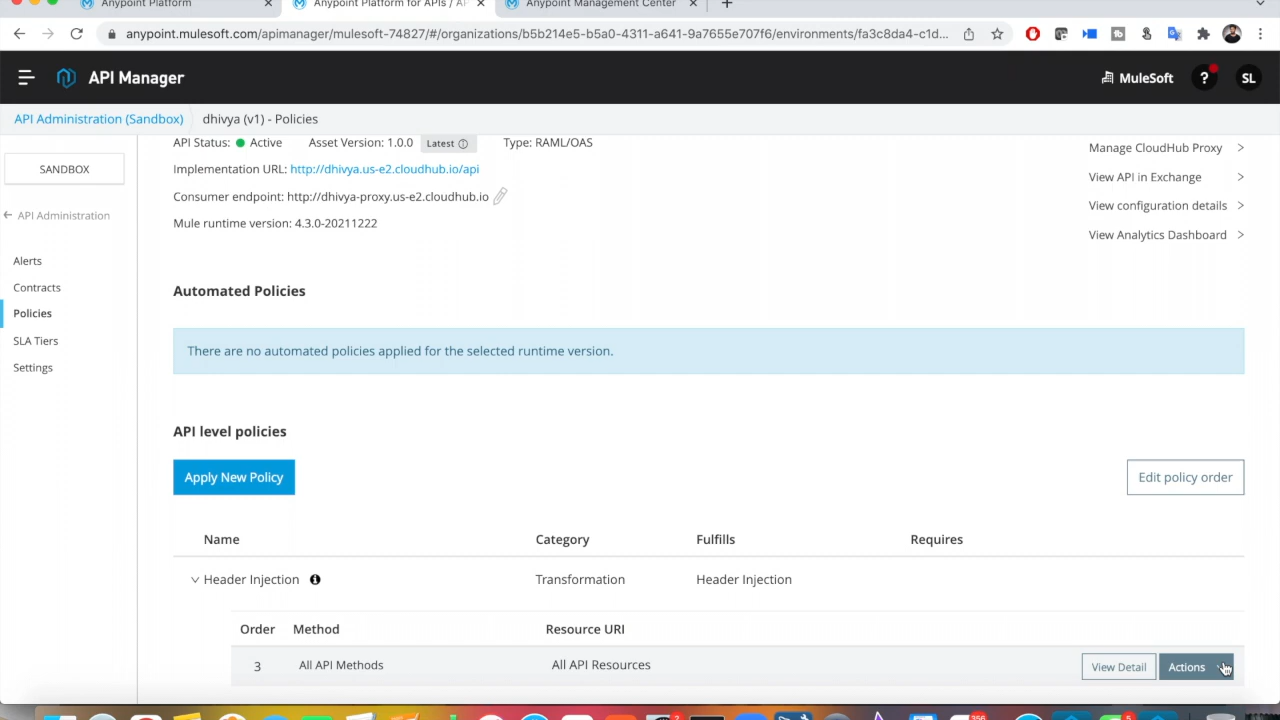 Anypoint Platform
Anypoint Platform for APIs / AP
Anypoint Management Center
anypoint.mulesoft.com/apimanager/mulesoft-74827/#/organizations/b5b214e5-b5a0-4311-a641-9a7655e707f6/environments/fa3c8da4-c1d...
API Manager
MuleSoft
?
SL
API Administration (Sandbox)
dhivya (v1) - Policies
SANDBOX
API Administration
Alerts
Contracts
Policies
SLA Tiers
Settings
API Status: Active Asset Version: 1.0.0 Latest Type: RAML/OAS
Implementation URL: http://dhivya.us-e2.cloudhub.io/api
Consumer endpoint: http://dhivya-proxy.us-e2.cloudhub.io
Mule runtime version: 4.3.0-20211222
Manage CloudHub Proxy
View API in Exchange
View configuration details
View Analytics Dashboard
Automated Policies
There are no automated policies applied for the selected runtime version.
API level policies
Apply New Policy
Edit policy order
Name Category Fulfills Requires
Header Injection Transformation Header Injection
Order Method Resource URI
3 All API Methods All API Resources View Detail Actions
2
356
5